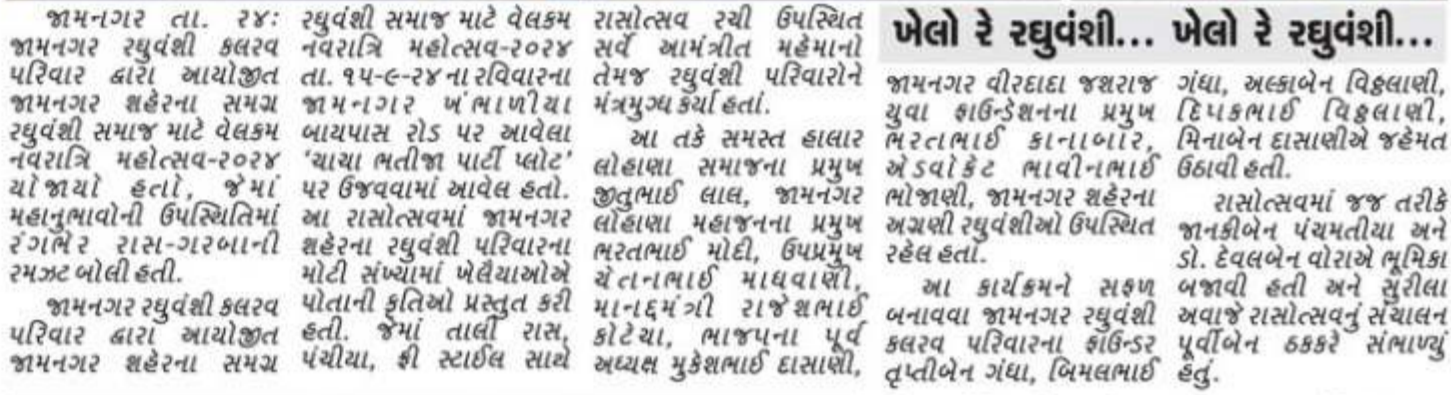 જામનગર તા. ૨૪:
જામનગર રઘુવંશી કલરવ
પરિવાર દ્વારા આયોજીત
જામનગર શહેરના સમગ્ર
રઘુવંશી સમાજ માટે વેલકમ
નવરાત્રિ મહોત્સવ-૨૦૨૪
યોજાયો હતો, જેમાં
મહાનુભાવોની ઉપસ્થિતિમાં
રંગભેર રાસ-ગરબાની
રમઝટ બોલી હતી.
જામનગર રઘુવંશી કલરવ
પરિવાર દ્વારા આયોજીત
જામનગર શહેરના સમગ્ર
રઘુવંશી સમાજ માટે વેલકમ
નવરાત્રિ મહોત્સવ-૨૦૨૪
તા. ૧૫-૯-૨૪ના રવિવારના
જામનગર ખંભાળીયા
બાયપાસ રોડ પર આવેલા
‘ચાચા ભતીજા પાર્ટી પ્લોટ’
પર ઉજવવામાં આવેલ હતો.
આ રાસોત્સવમાં જામનગર
શહેરના રઘુવંશી પરિવારના
મોટી સંખ્યામાં ખેલૈયાઓએ
પોતાની કૃતિઓ પ્રસ્તુત કરી
હતી. જેમાં તાલી રાસ,
પંચીયા, ફ્રી સ્ટાઈલ સાથે
રાસોત્સવ રચી ઉપસ્થિત
સર્વે આમંત્રીત મહેમાનો
તેમજ રઘુવંશી પરિવારોને
મંત્રમુગ્ધ કર્યા હતાં.
આ તકે સમસ્ત હાલાર
લોહાણા સમાજના પ્રમુખ
જીતુભાઈ લાલ, જામનગર
લોહાણા મહાજનના પ્રમુખ
ભરતભાઈ મોદી, ઉપપ્રમુખ
ચેતનભાઈ માધવાણી,
માનદ્દમંત્રી રાજેશભાઈ
કોટેચા, ભાજપના પૂર્વ
અધ્યક્ષ મુકેશભાઈ દાસાણી,
ખેલો રે રઘુવંશી... ખેલો રે રઘુવંશી...
જામનગર વીરદાદા જશરાજ
યુવા ફાઉન્ડેશનના પ્રમુખ
ભરતાભાઈ કાનાબાર,
એડવોકેટ ભાવીનભાઈ
ભોજાણી, જામનગર શહેરના
અગ્રણી રઘુવંશીઓ ઉપસ્થિત
રહેલ હતાં.
આ કાર્યક્રમને સફળ
બનાવવા જામનગર રઘુવંશી
કલરવ પરિવારના ફાઉન્ડર
તૃપ્તીબેન ગંધા, બિમલભાઈ
ગંધા, અલ્કાબેન વિઠ્ઠલાણી,
દિપકભાઈ વિઠ્ઠલાણી,
મિનાબેન દાસાણીએ જહેમત
ઉઠાવી હતી.
રાસોત્સવમાં જજ તરીકે
જાનકીબેન પંચમતીયા અને
ડો. દેવલબેન વોરાએ ભૂમિકા
બજાવી હતી અને સુરીલા
અવાજે રાસોત્સવનું સંચાલન
પૂર્વીબેન ઠકકરે સંભાળ્યું
હતું.